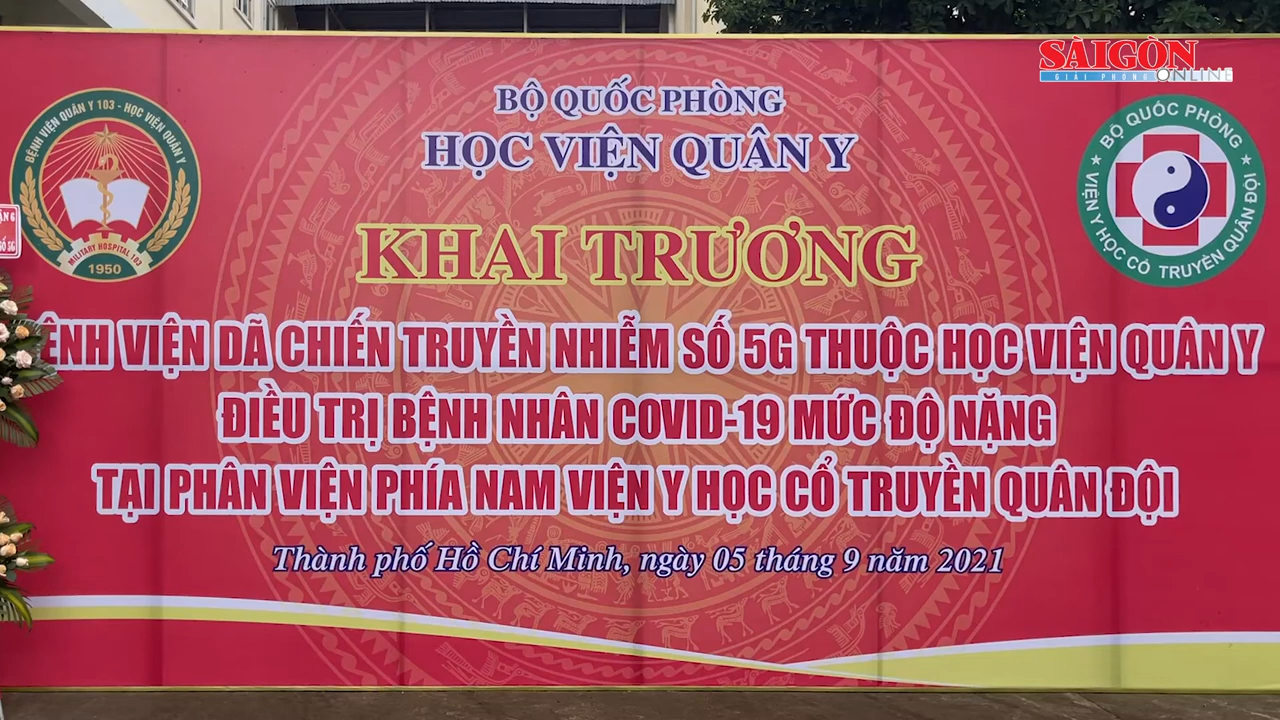 SÀIGÒN
GIẢI PHÓNG ONLINE
BỘ QUỐC PHÒNG
HỌC VIỆN QUÂN Y
BỆNH VIỆN QUÂN Y 103 - HỌC VIỆN QUÂN Y
MILITARY HOSPITAL 103
1950
BỘ QUỐC PHÒNG
VIỆN Y HỌC CỔ TRUYỀN QUÂN ĐỘI
KHAI TRƯƠNG
ỆNH VIỆN DÃ CHIẾN TRUYỀN NHIỄM SỐ 5G THUỘC HỌC VIỆN QUÂN Y
ĐIỀU TRỊ BỆNH NHÂN COVID-19 MỨC ĐỘ NẶNG
TẠI PHÂN VIỆN PHÍA NAM VIỆN Y HỌC CỔ TRUYỀN QUÂN ĐỘI
Thành phố Hồ Chí Minh, ngày 05 tháng 9 năm 2021